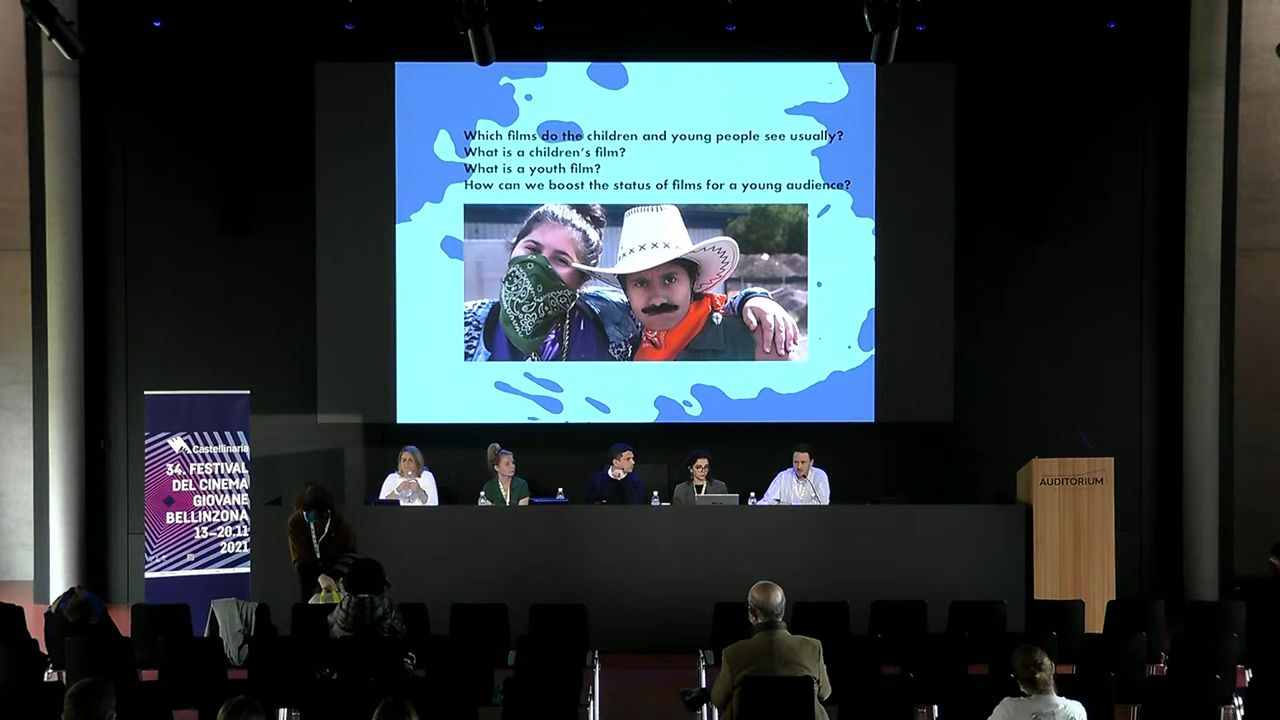 Which films do the children and young people see usually?
What is a children's film?
What is a youth film?
How can we boost the status of films for a young audience?
Castellinaria
34. FESTIVAL
DEL CINEMA
GIOVANE
BELLINZONA
13–20.11
2021
AUDITORIUM